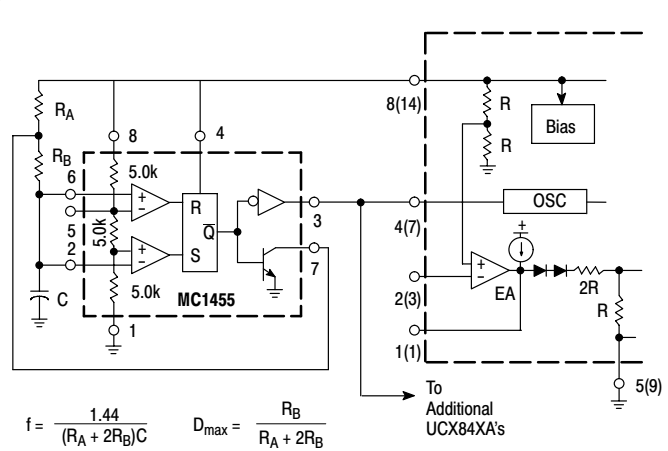 R_A
R_B
8
4
8(14)
R
R
Bias
6
5.0k
5
5.0k
2
+
−
+
−
R
Q̅
S
3
7
4(7)
OSC
C
5.0k
MC1455
1
+
+
−
EA
2(3)
2R
R
1(1)
5(9)
To
Additional
UCX84XA's
f = 1.44 / (R_A + 2R_B)C
D_max = R_B / R_A + 2R_B